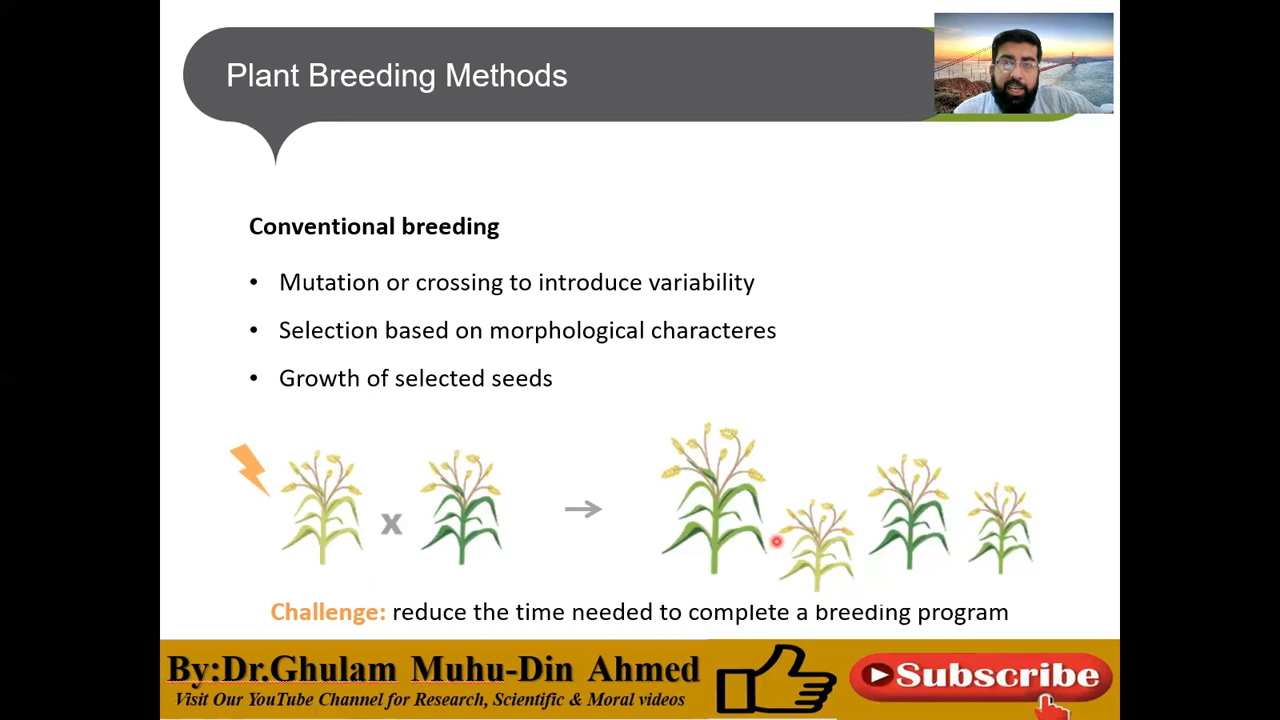 Plant Breeding Methods
Conventional breeding
• Mutation or crossing to introduce variability
• Selection based on morphological characteres
• Growth of selected seeds
x
Challenge: reduce the time needed to complete a breeding program
By:Dr.Ghulam Muhu-Din Ahmed
Visit Our YouTube Channel for Research, Scientific & Moral videos
Subscribe